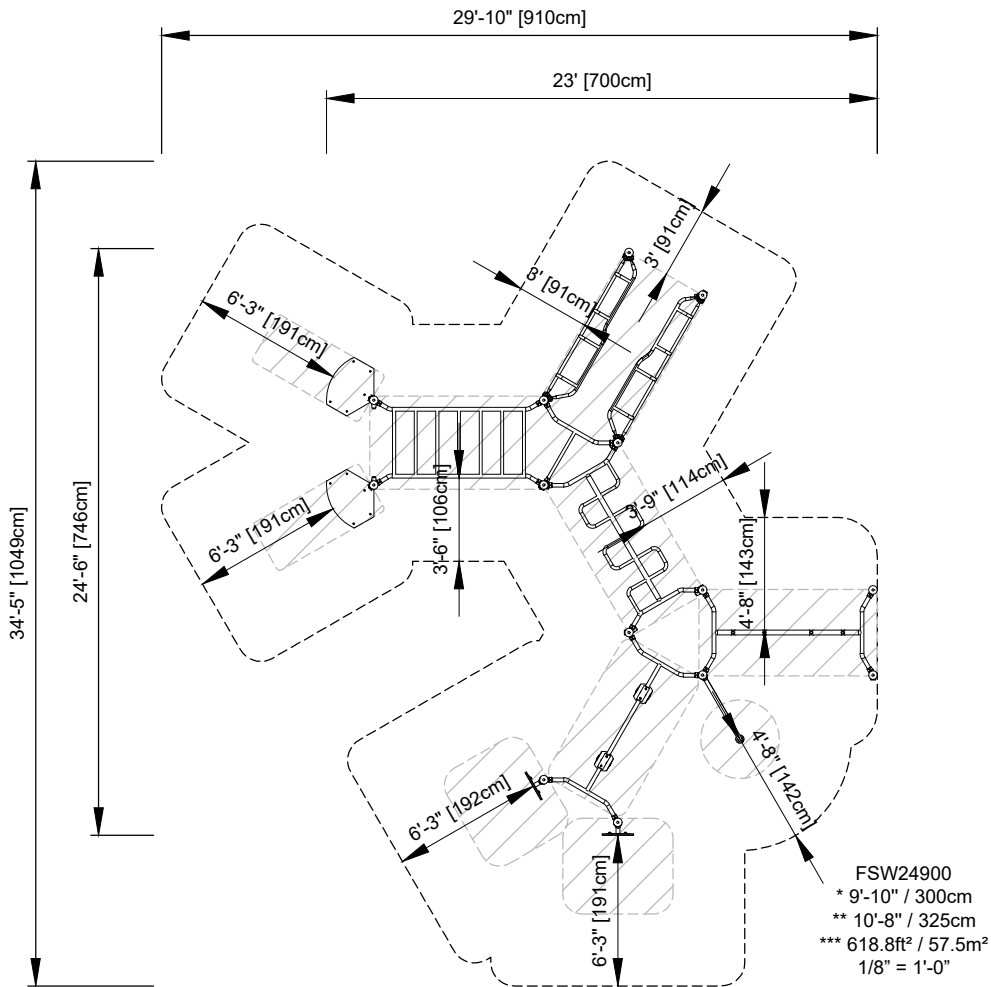 29'-10" [910cm]
23' [700cm]
3' [91cm]
3' [91cm]
6'-3" [191cm]
34'-5" [1049cm]
24'-6" [746cm]
3'-6" [106cm]
3'-9" [114cm]
6'-3" [191cm]
4'-8" [143cm]
4'-8" [142cm]
6'-3" [192cm]
6'-3" [191cm]
FSW24900
* 9'-10" / 300cm
** 10'-8" / 325cm
*** 618.8ft² / 57.5m²
1/8” = 1'-0”